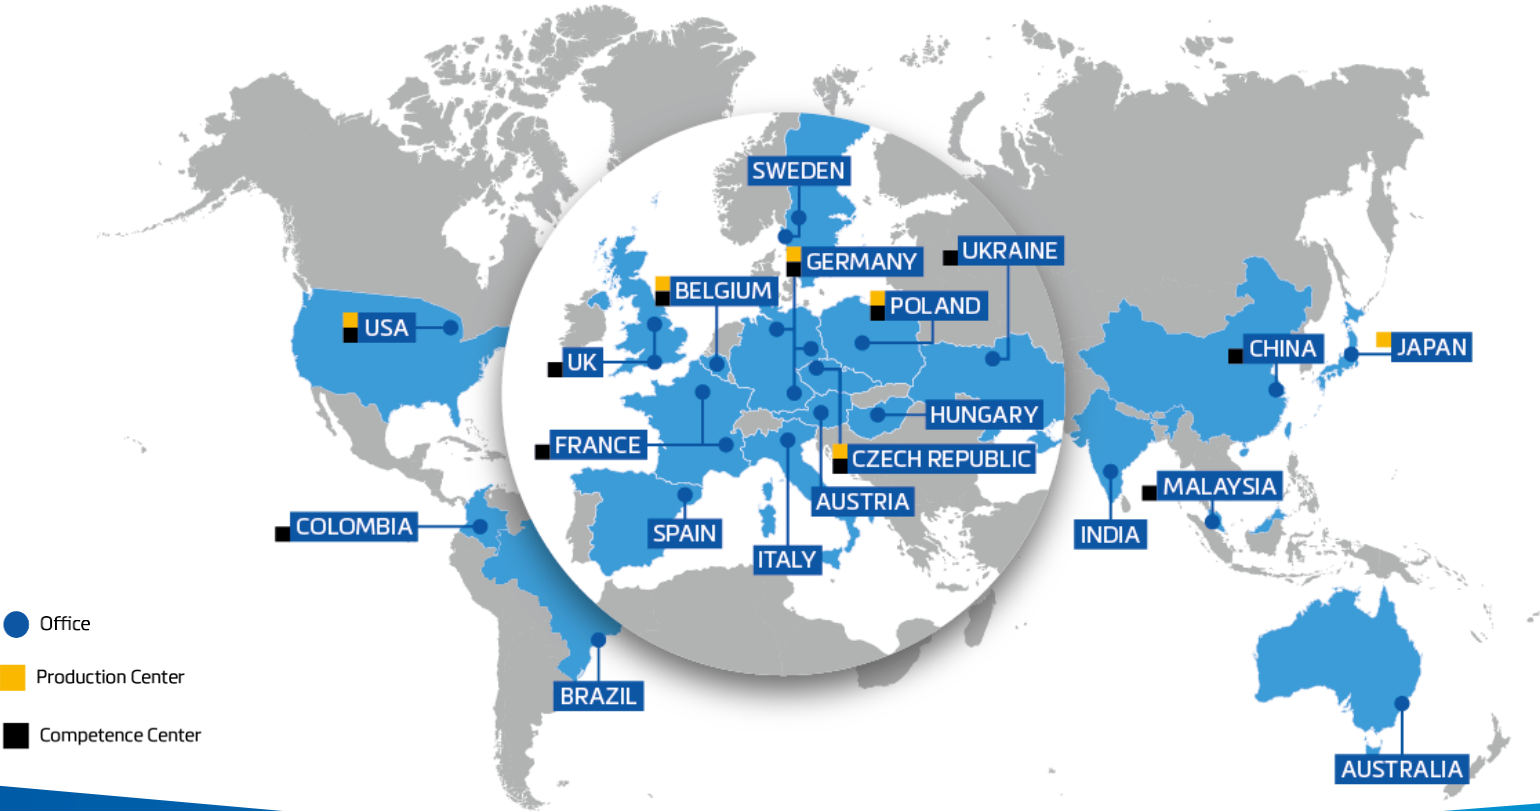 SWEDEN
UKRAINE
GERMANY
BELGIUM
POLAND
USA
CHINA
JAPAN
UK
HUNGARY
FRANCE
CZECH REPUBLIC
MALAYSIA
AUSTRIA
COLOMBIA
SPAIN
INDIA
ITALY
Office
Production Center
BRAZIL
Competence Center
AUSTRALIA